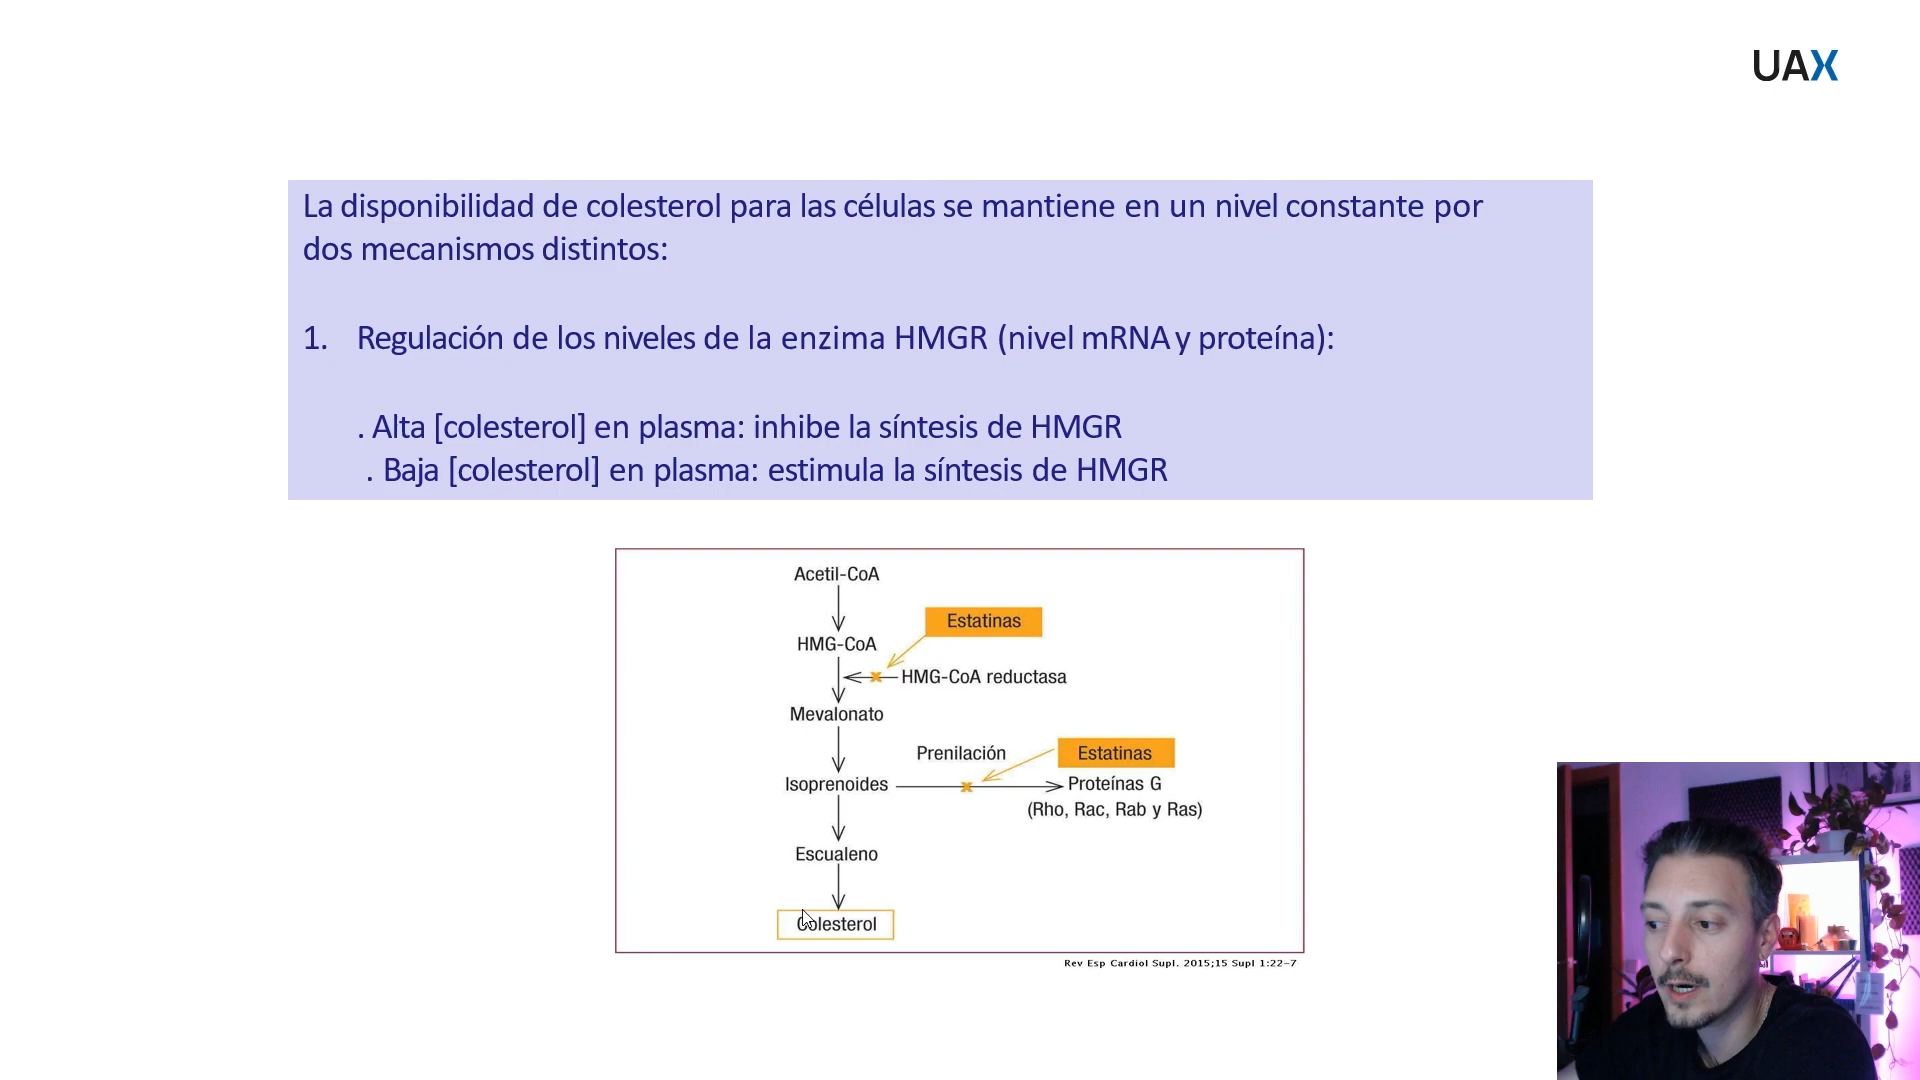 UAX
La disponibilidad de colesterol para las células se mantiene en un nivel constante por
dos mecanismos distintos:
1. Regulación de los niveles de la enzima HMGR (nivel mRNA y proteína):
. Alta [colesterol] en plasma: inhibe la síntesis de HMGR
. Baja [colesterol] en plasma: estimula la síntesis de HMGR
Acetil-CoA
Estatinas
HMG-CoA
HMG-CoA reductasa
Mevalonato
Prenilación
Estatinas
Isoprenoides
Proteínas G
(Rho, Rac, Rab y Ras)
Escualeno
Colesterol
Rev Esp Cardiol Supl. 2015;15 Supl 1:22-7